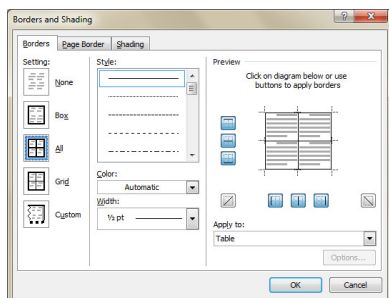 Borders and Shading
Borders Page Border Shading
Setting:
None
Box
All
Grid
Custom
Style:
Color:
Automatic
Width:
½ pt
Preview
Click on diagram below or use
buttons to apply borders
Apply to:
Table
Options...
OK Cancel